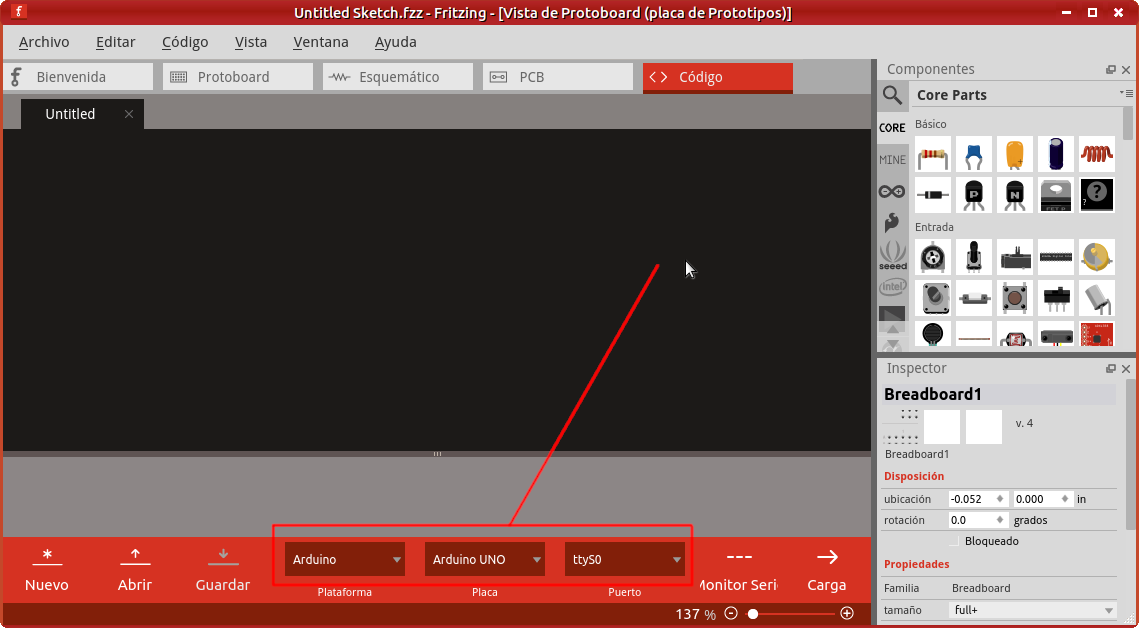 Untitled Sketch.fzz - Fritzing - [Vista de Protoboard (placa de Prototipos)]
Archivo Editar Código Vista Ventana Ayuda
Bienvenida Protoboard Esquemático PCB Código
Untitled
Componentes
Core Parts
CORE
MINE
seeed
intel
Básico
P N
?
?
Entrada
Inspector
Breadboard1
v. 4
Breadboard1
Disposición
ubicación -0.052 0.000 in
rotación 0.0 grados
Bloqueado
Propiedades
Familia Breadboard
tamaño full+
Nuevo Abrir Guardar
Arduino Arduino UNO ttyS0
Plataforma Placa Puerto
Monitor Seri Carga
137 %